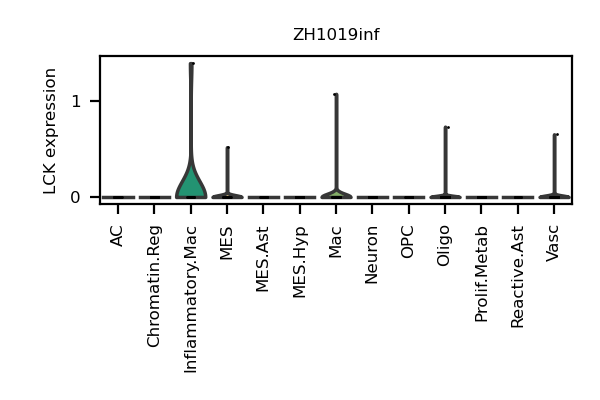 ZH1019inf
LCK expression
1
0
AC
Chromatin.Reg
Inflammatory.Mac
MES
MES.Ast
MES.Hyp
Mac
Neuron
OPC
Oligo
Prolif.Metab
Reactive.Ast
Vasc